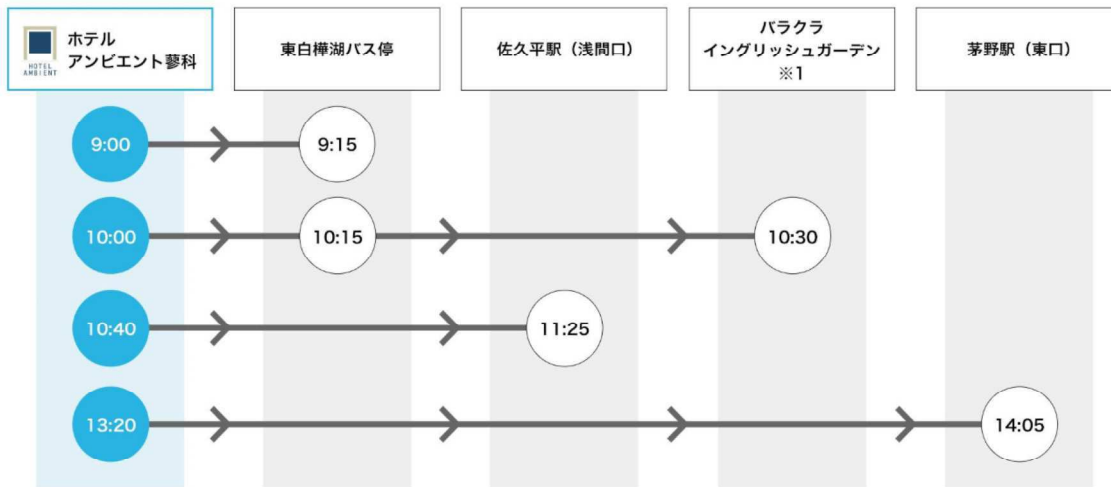 HOTEL
AMBIENT
ホテル
アンビエント蓼科
東白樺湖バス停
佐久平駅（浅間口）
バラクラ
イングリッシュガーデン
※1
茅野駅（東口）
9:00 9:15
10:00 10:15 10:30
10:40 11:25
13:20 14:05